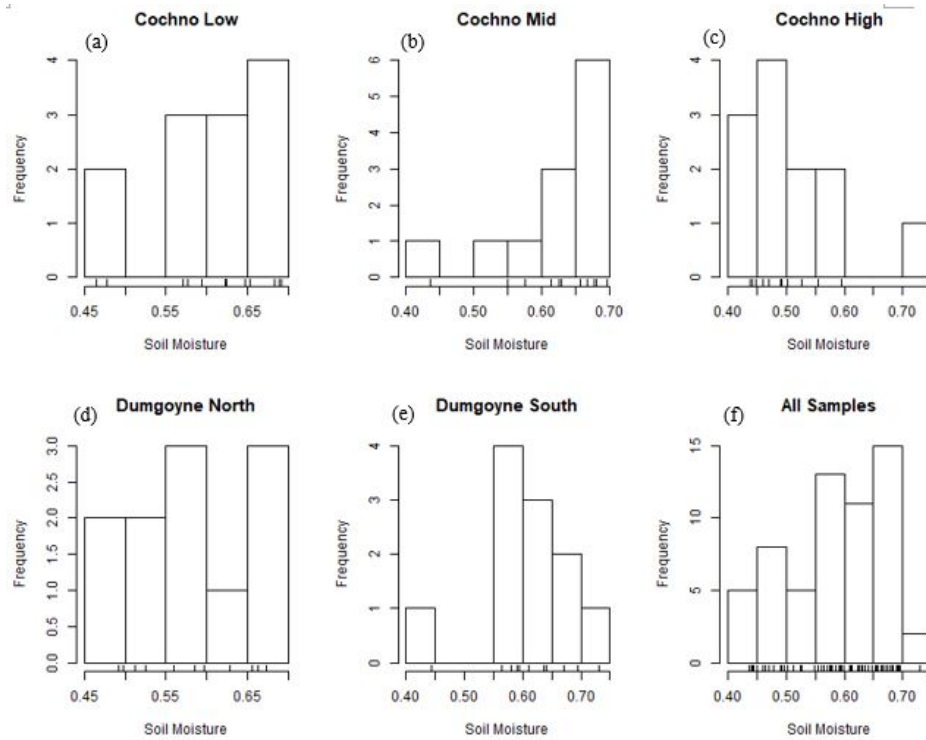 Cochno Low
Cochno Mid
Cochno High
(a)
(b)
(c)
Frequency
0
1
2
3
4
0.45
0.55
0.65
Soil Moisture
Frequency
0
1
2
3
4
5
6
0.40
0.50
0.60
0.70
Soil Moisture
Frequency
0
1
2
3
4
0.40
0.50
0.60
0.70
Soil Moisture
Dumgoyne North
Dumgoyne South
All Samples
(d)
(e)
(f)
Frequency
0.0
0.5
1.0
1.5
2.0
2.5
3.0
0.45
0.55
0.65
Soil Moisture
Frequency
0
1
2
3
4
0.40
0.50
0.60
0.70
Soil Moisture
Frequency
0
5
10
15
0.40
0.50
0.60
0.70
Soil Moisture